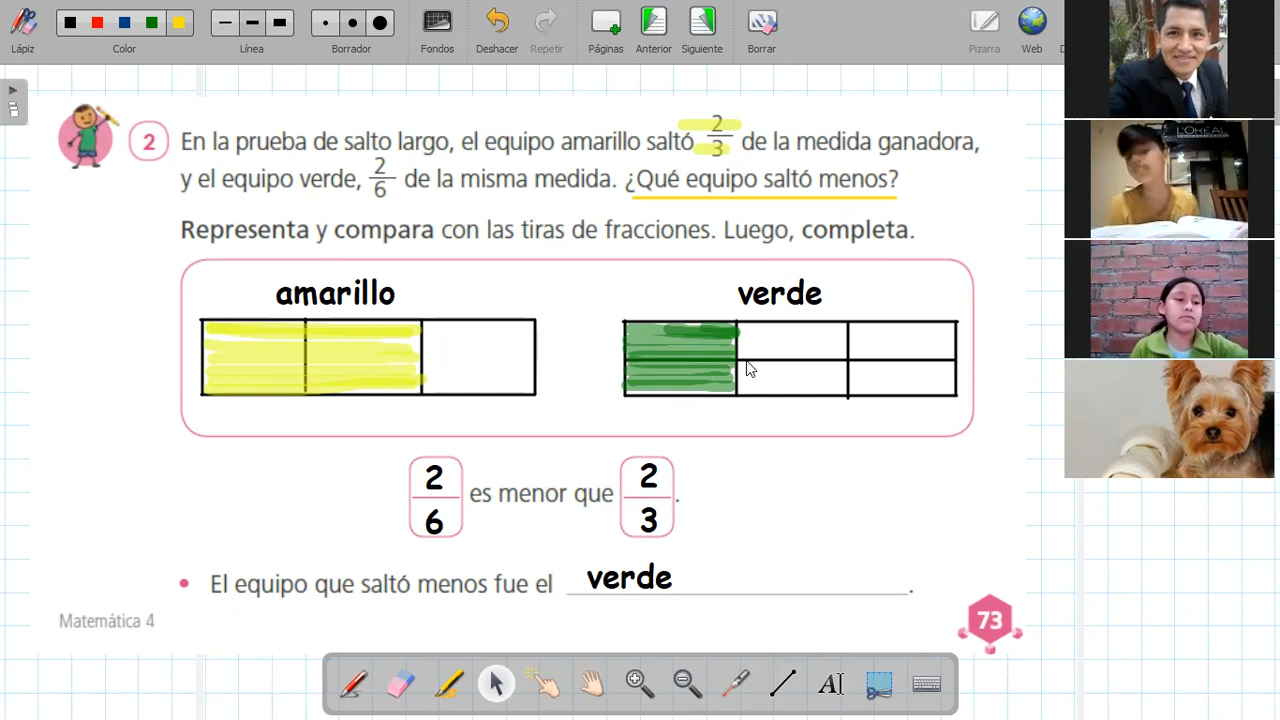 Lápiz
Color
Línea
Borrador
Fondos
Deshacer
Repetir
Páginas
Anterior
Siguiente
Borrar
Pizarra
Web
L'ORÉAL
2 En la prueba de salto largo, el equipo amarillo saltó 2/3 de la medida ganadora,
y el equipo verde, 2/6 de la misma medida. ¿Qué equipo saltó menos?
Representa y compara con las tiras de fracciones. Luego, completa.
amarillo
verde
2/6 es menor que 2/3.
• El equipo que saltó menos fue el verde.
Matemática 4
73